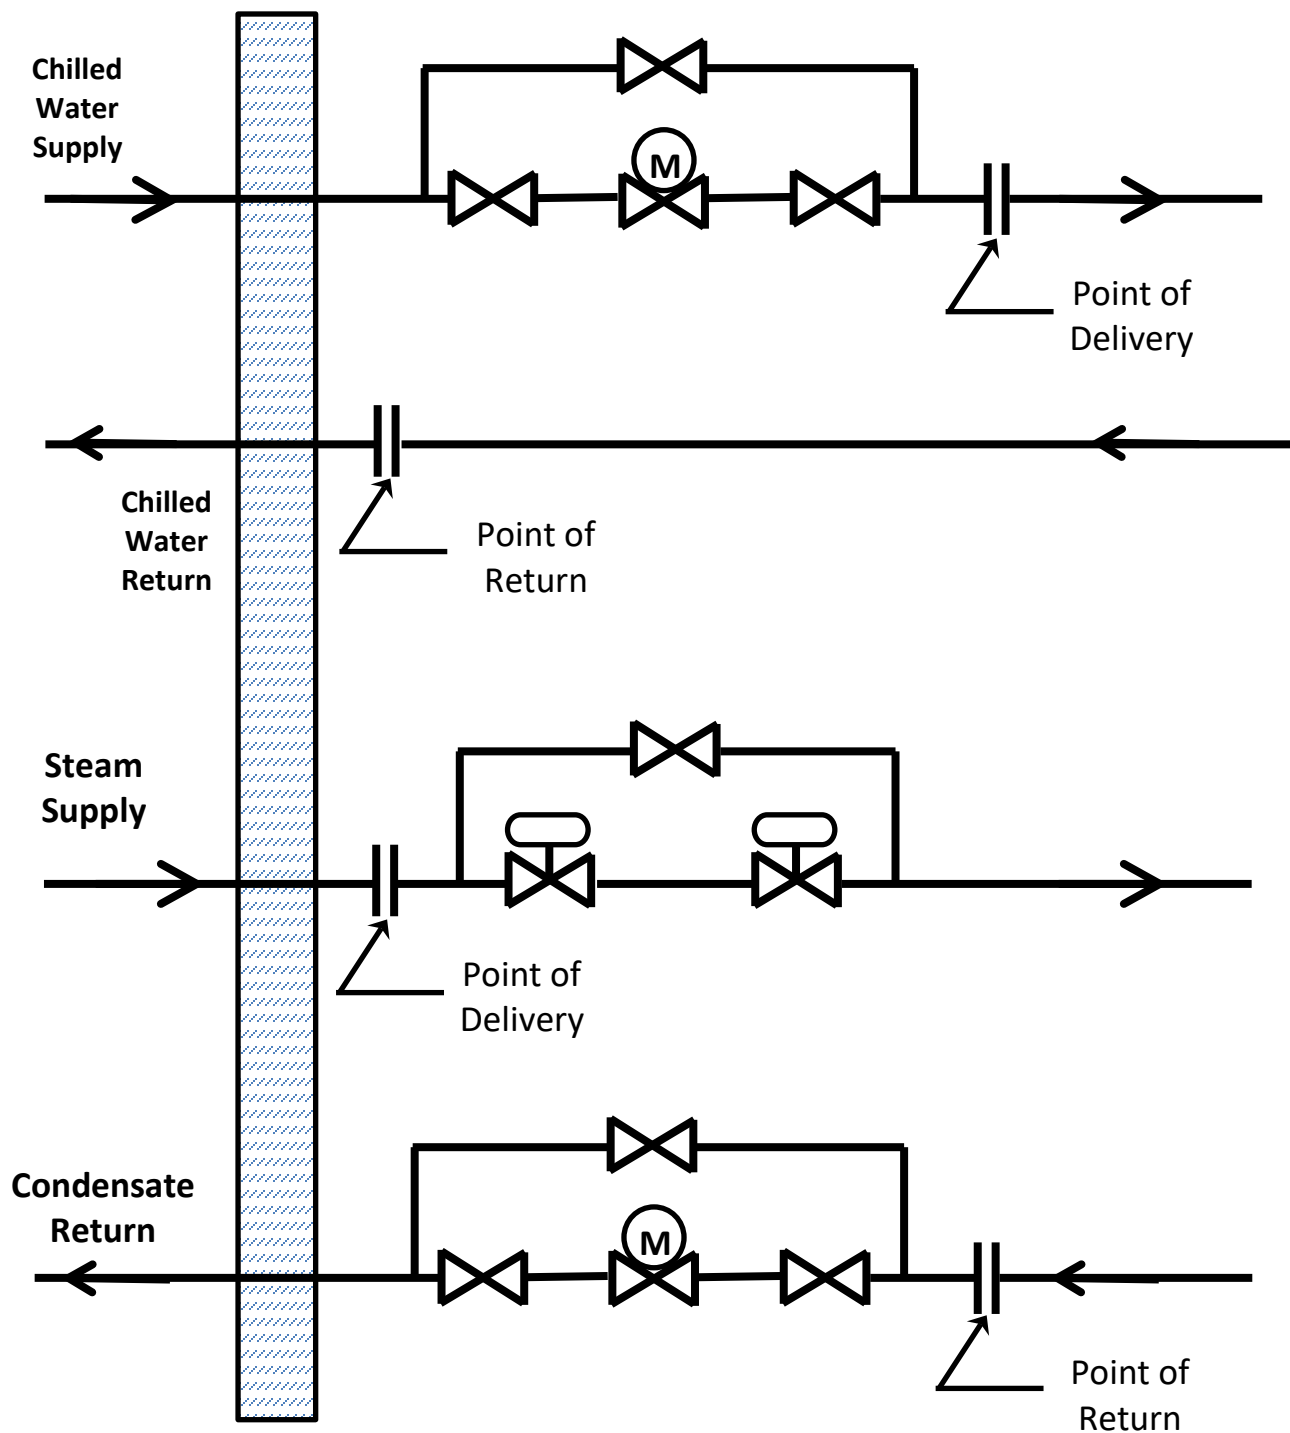 Chilled
Water
Supply
M
Point of
Delivery
Chilled
Water
Return
Point of
Return
Steam
Supply
Point of
Delivery
Condensate
Return
M
Point of
Return